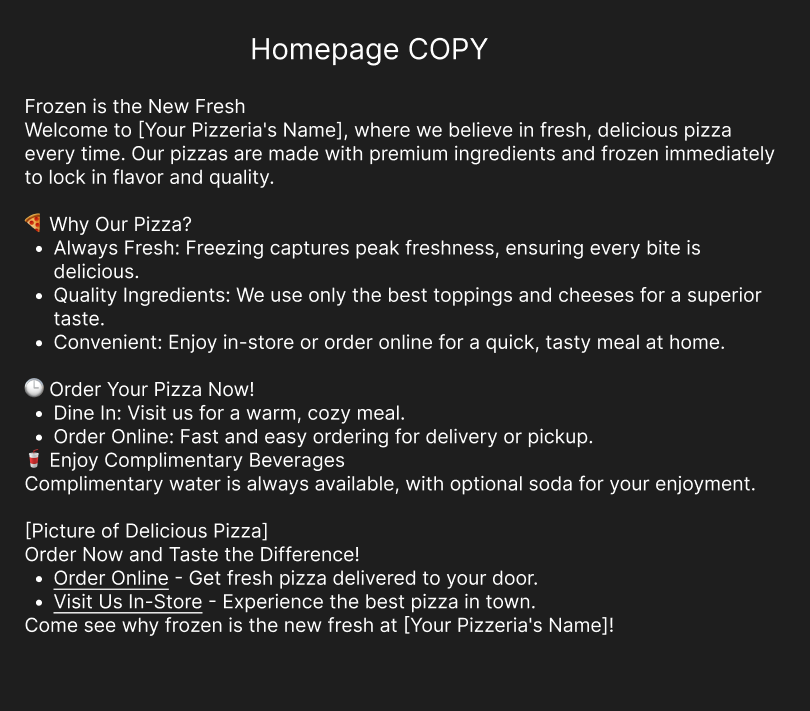 Homepage COPY
Frozen is the New Fresh
Welcome to [Your Pizzeria's Name], where we believe in fresh, delicious pizza
every time. Our pizzas are made with premium ingredients and frozen immediately
to lock in flavor and quality.
🍕 Why Our Pizza?
• Always Fresh: Freezing captures peak freshness, ensuring every bite is
delicious.
• Quality Ingredients: We use only the best toppings and cheeses for a superior
taste.
• Convenient: Enjoy in-store or order online for a quick, tasty meal at home.
🕒 Order Your Pizza Now!
• Dine In: Visit us for a warm, cozy meal.
• Order Online: Fast and easy ordering for delivery or pickup.
🥤 Enjoy Complimentary Beverages
Complimentary water is always available, with optional soda for your enjoyment.
[Picture of Delicious Pizza]
Order Now and Taste the Difference!
• Order Online - Get fresh pizza delivered to your door.
• Visit Us In-Store - Experience the best pizza in town.
Come see why frozen is the new fresh at [Your Pizzeria's Name]!